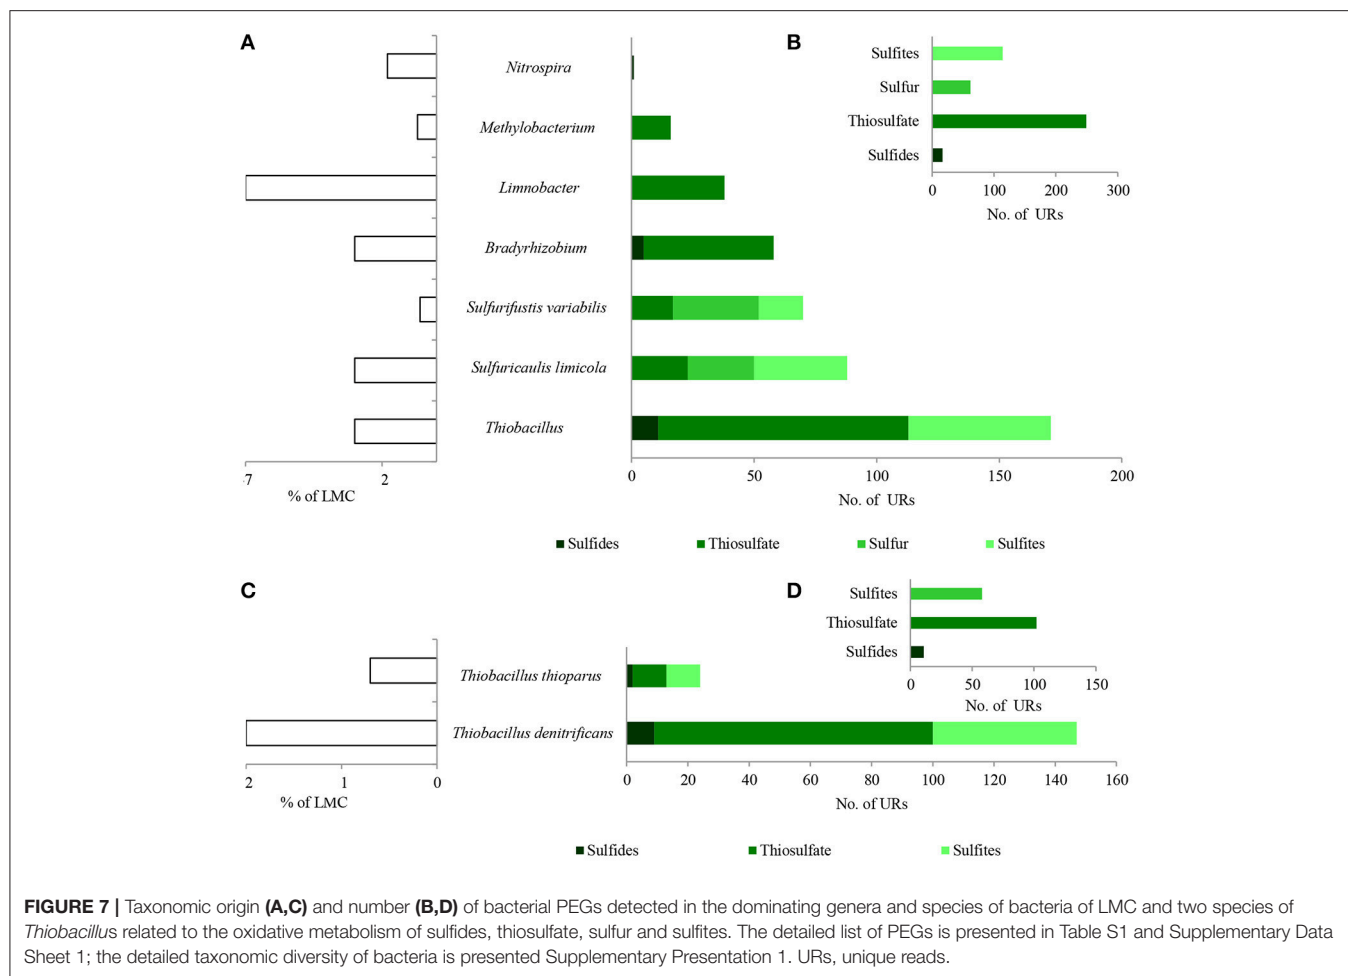 A
Nitrospira
Methylobacterium
Limnobacter
Bradyrhizobium
Sulfurifustis variabilis
Sulfuricaulis limicola
Thiobacillus
-7 2
% of LMC
0 50 100 150 200
No. of URs
B
Sulfites
Sulfur
Thiosulfate
Sulfides
0 100 200 300
No. of URs
Sulfides Thiosulfate Sulfur Sulfites
C
Thiobacillus thioparus
Thiobacillus denitrificans
2 1 0
% of LMC
0 20 40 60 80 100 120 140 160
No. of URs
D
Sulfites
Thiosulfate
Sulfides
0 50 100 150
No. of URs
Sulfides Thiosulfate Sulfites
FIGURE 7 | Taxonomic origin (A,C) and number (B,D) of bacterial PEGs detected in the dominating genera and species of bacteria of LMC and two species of
Thiobacillus related to the oxidative metabolism of sulfides, thiosulfate, sulfur and sulfites. The detailed list of PEGs is presented in Table S1 and Supplementary Data
Sheet 1; the detailed taxonomic diversity of bacteria is presented Supplementary Presentation 1. URs, unique reads.